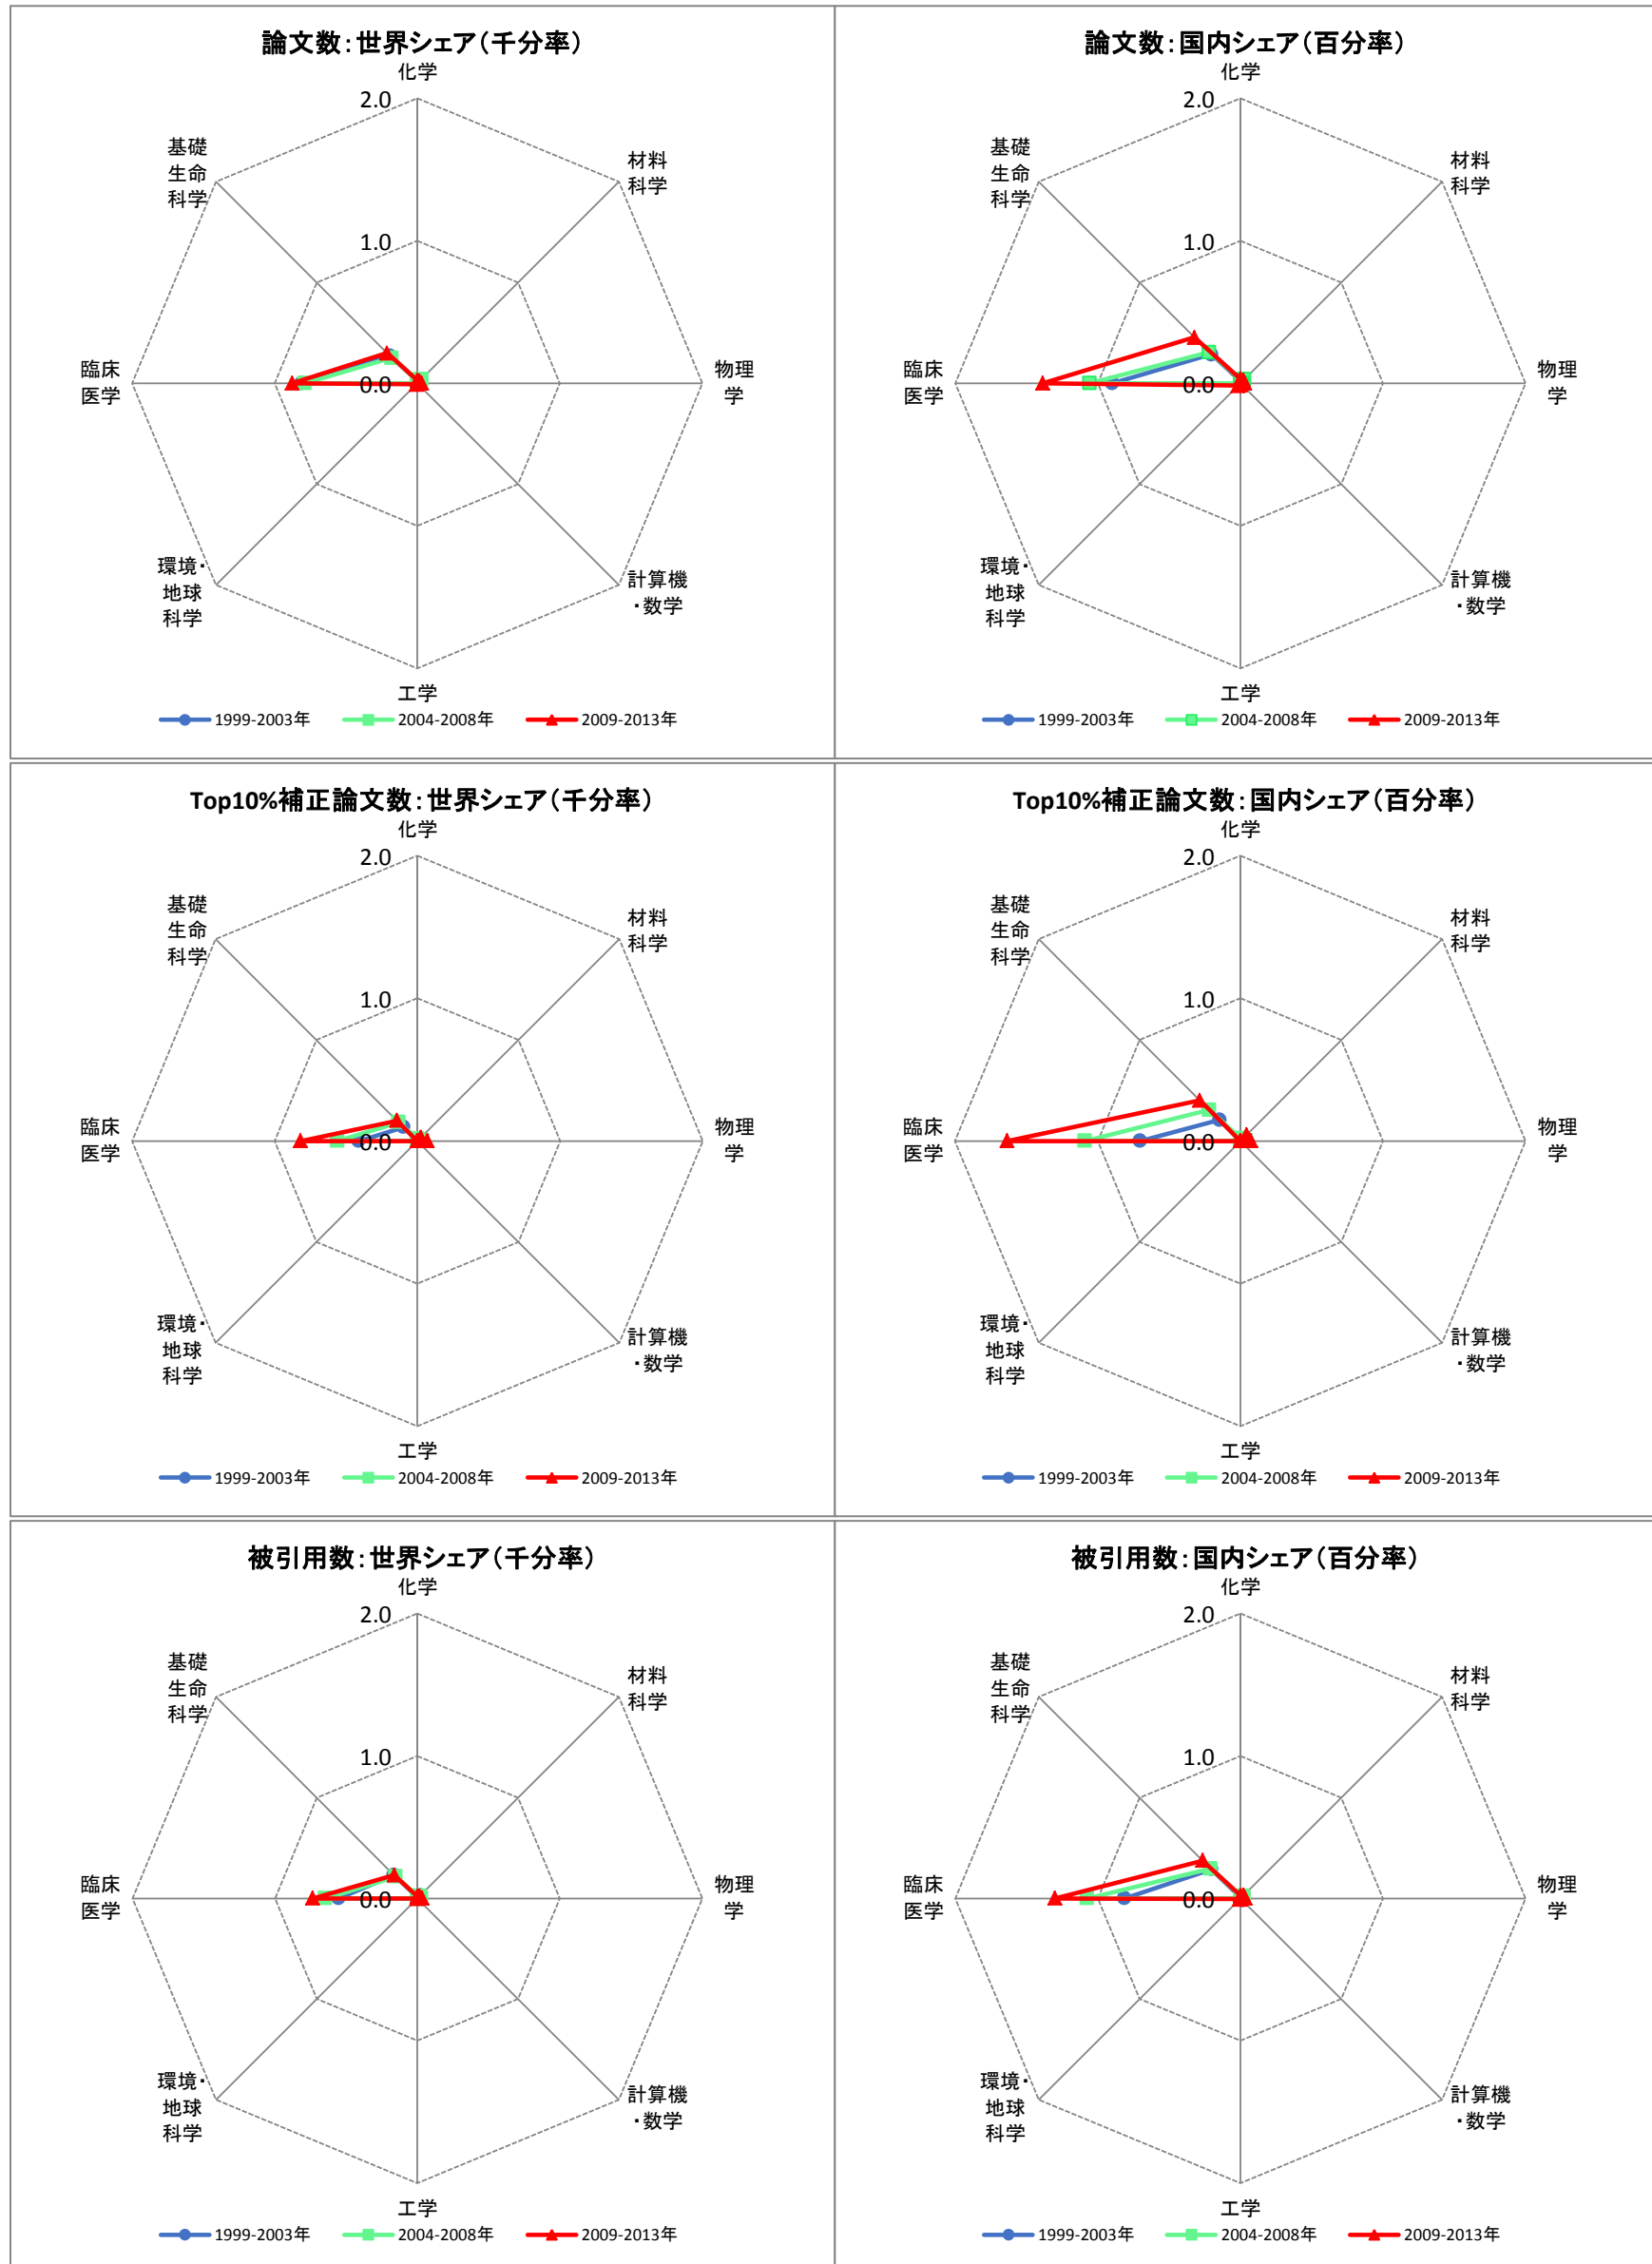 論文数：世界シェア（千分率）
化学
2.0
1.0
0.0
材料
科学
物理
学
計算機
・数学
工学
環境・
地球
科学
臨床
医学
基礎
生命
科学
1999-2003年 2004-2008年 2009-2013年
論文数：国内シェア（百分率）
化学
2.0
1.0
0.0
材料
科学
物理
学
計算機
・数学
工学
環境・
地球
科学
臨床
医学
基礎
生命
科学
1999-2003年 2004-2008年 2009-2013年
Top10%補正論文数：世界シェア（千分率）
化学
2.0
1.0
0.0
材料
科学
物理
学
計算機
・数学
工学
環境・
地球
科学
臨床
医学
基礎
生命
科学
1999-2003年 2004-2008年 2009-2013年
Top10%補正論文数：国内シェア（百分率）
化学
2.0
1.0
0.0
材料
科学
物理
学
計算機
・数学
工学
環境・
地球
科学
臨床
医学
基礎
生命
科学
1999-2003年 2004-2008年 2009-2013年
被引用数：世界シェア（千分率）
化学
2.0
1.0
0.0
材料
科学
物理
学
計算機
・数学
工学
環境・
地球
科学
臨床
医学
基礎
生命
科学
1999-2003年 2004-2008年 2009-2013年
被引用数：国内シェア（百分率）
化学
2.0
1.0
0.0
材料
科学
物理
学
計算機
・数学
工学
環境・
地球
科学
臨床
医学
基礎
生命
科学
1999-2003年 2004-2008年 2009-2013年